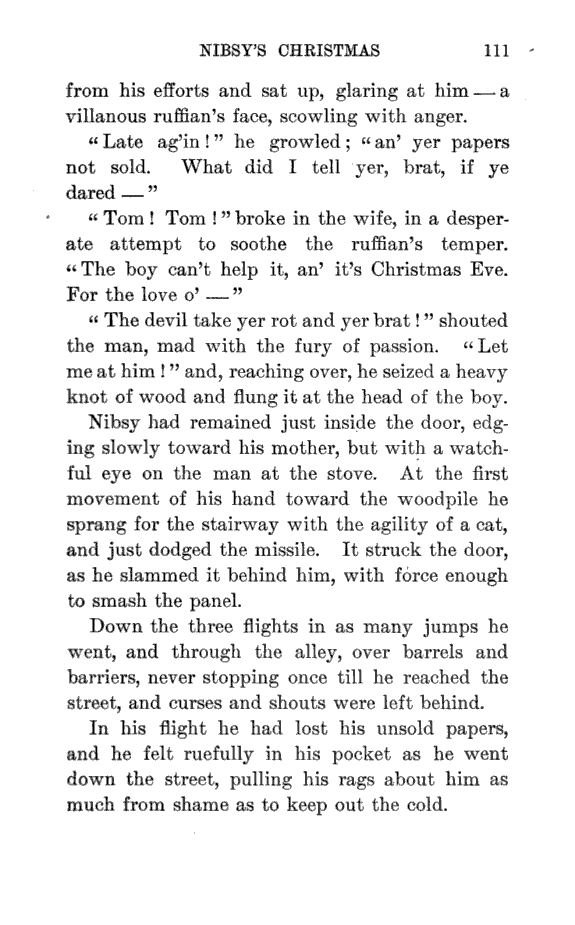 NIBSY'S CHRISTMAS 111
from his efforts and sat up, glaring at him — a
villanous ruffian's face, scowling with anger.
"Late ag'in!" he growled; "an' yer papers
not sold. What did I tell yer, brat, if ye
dared —"
"Tom! Tom!" broke in the wife, in a desper-
ate attempt to soothe the ruffian's temper.
"The boy can't help it, an' it's Christmas Eve.
For the love o' —"
"The devil take yer rot and yer brat!" shouted
the man, mad with the fury of passion. "Let
me at him!" and, reaching over, he seized a heavy
knot of wood and flung it at the head of the boy.
Nibsy had remained just inside the door, edg-
ing slowly toward his mother, but with a watch-
ful eye on the man at the stove. At the first
movement of his hand toward the woodpile he
sprang for the stairway with the agility of a cat,
and just dodged the missile. It struck the door,
as he slammed it behind him, with force enough
to smash the panel.
Down the three flights in as many jumps he
went, and through the alley, over barrels and
barriers, never stopping once till he reached the
street, and curses and shouts were left behind.
In his flight he had lost his unsold papers,
and he felt ruefully in his pocket as he went
down the street, pulling his rags about him as
much from shame as to keep out the cold.